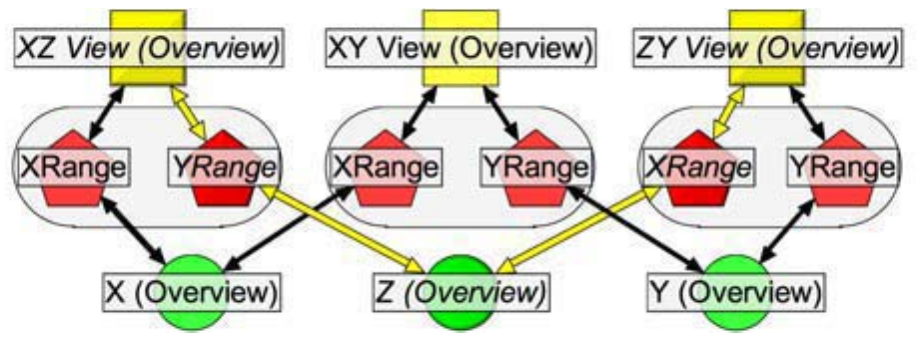 XZ View (Overview)
XY View (Overview)
ZY View (Overview)
XRange
YRange
XRange
YRange
XRange
YRange
X (Overview)
Z (Overview)
Y (Overview)